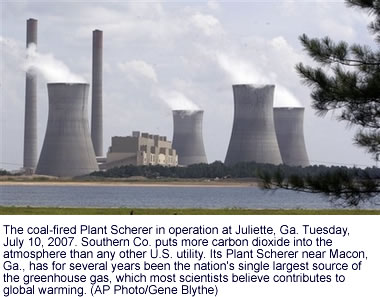 The coal-fired Plant Scherer in operation at Juliette, Ga. Tuesday,
July 10, 2007. Southern Co. puts more carbon dioxide into the
atmosphere than any other U.S. utility. Its Plant Scherer near Macon,
Ga., has for several years been the nation's single largest source of
the greenhouse gas, which most scientists believe contributes to
global warming. (AP Photo/Gene Blythe)